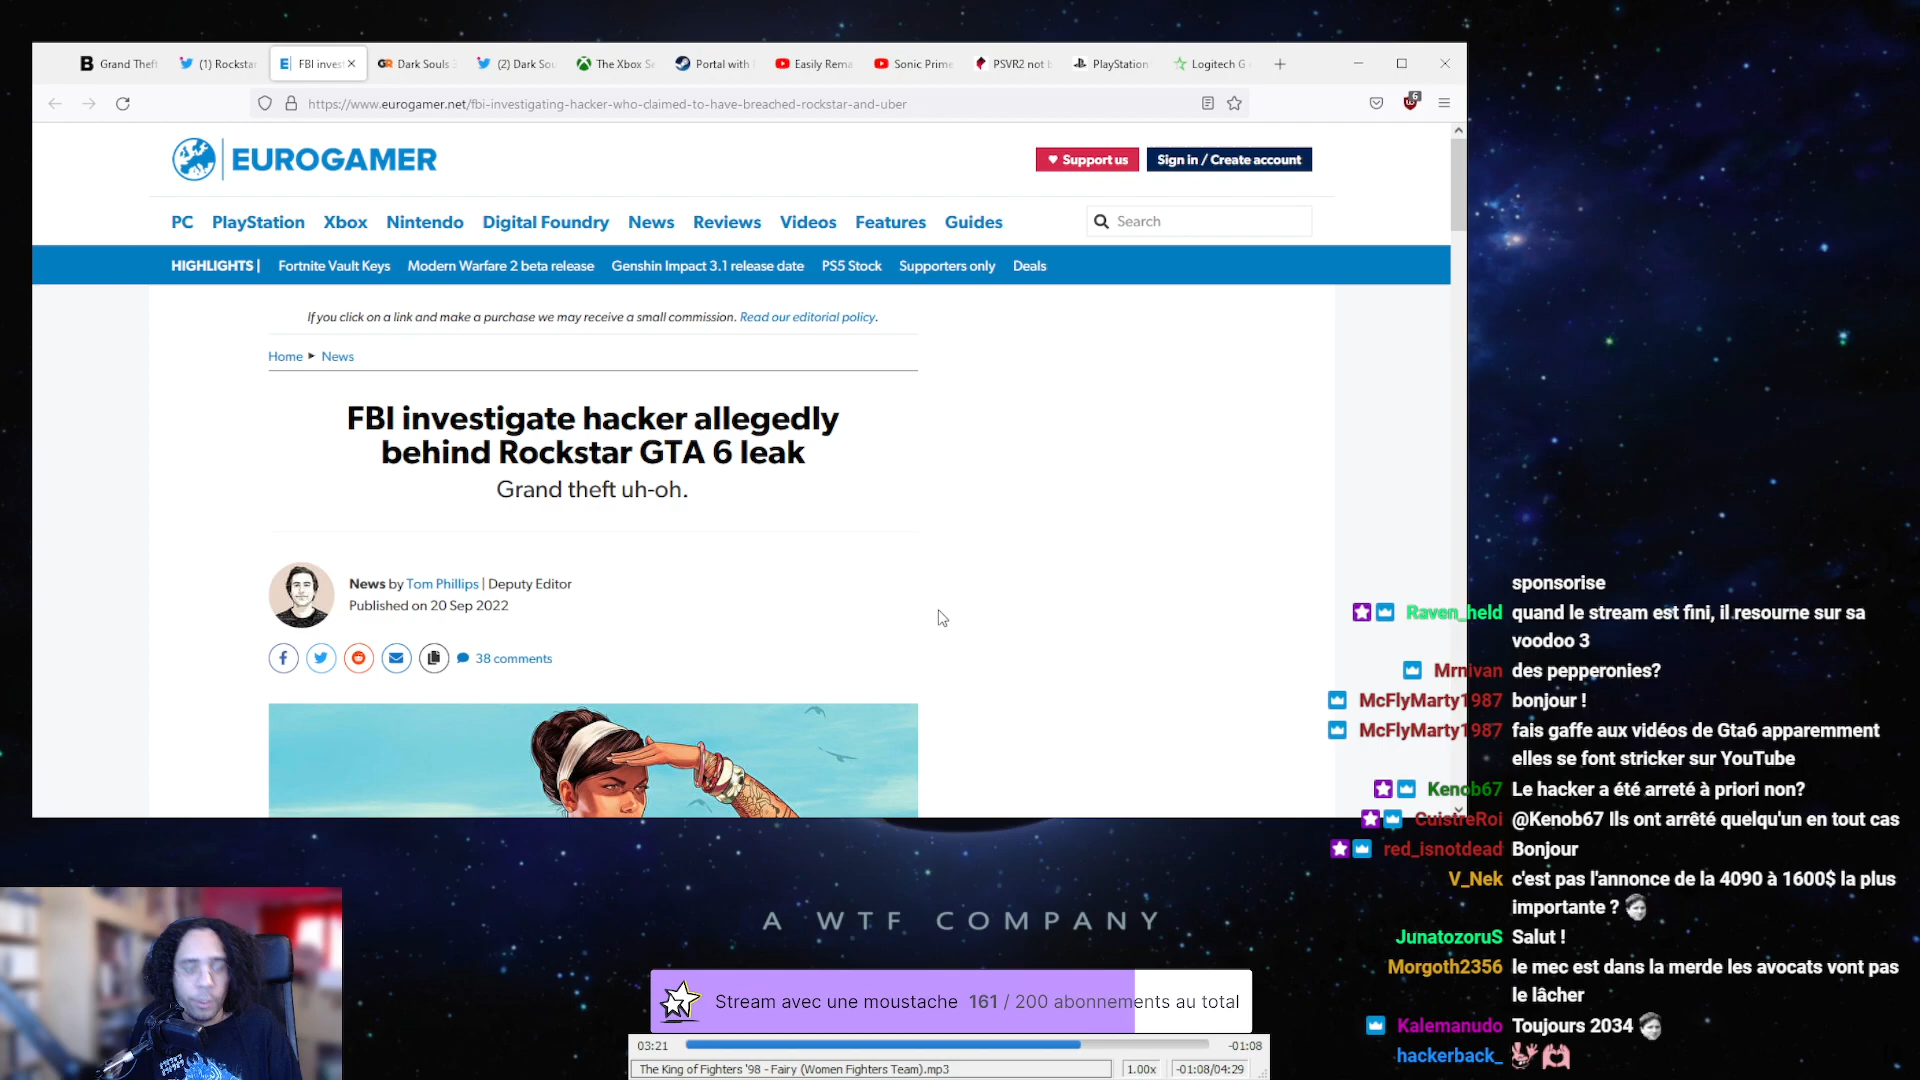 Grand Theft
(1) Rockstar
FBI invest
Dark Souls 3
(2) Dark Sou
The Xbox Se
Portal with
Easily Rema
Sonic Prime
PSVR2 not b
PlayStation
Logitech G
https://www.eurogamer.net/fbi-investigating-hacker-who-claimed-to-have-breached-rockstar-and-uber
6
EUROGAMER
Support us
Sign in / Create account
PC PlayStation Xbox Nintendo Digital Foundry News Reviews Videos Features Guides
Search
HIGHLIGHTS | Fortnite Vault Keys Modern Warfare 2 beta release Genshin Impact 3.1 release date PS5 Stock Supporters only Deals
If you click on a link and make a purchase we may receive a small commission. Read our editorial policy.
Home ▸ News
FBI investigate hacker allegedly
behind Rockstar GTA 6 leak
Grand theft uh-oh.
News by Tom Phillips | Deputy Editor
Published on 20 Sep 2022
38 comments
sponsorise
Raven_held quand le stream est fini, il resourne sur sa
voodoo 3
Mrnivan des pepperonies?
McFlyMarty1987 bonjour !
McFlyMarty1987 fais gaffe aux vidéos de Gta6 apparemment
elles se font stricker sur YouTube
Kenob67 Le hacker a été arreté à priori non?
CuistreRoi @Kenob67 Ils ont arrêté quelqu'un en tout cas
red_isnotdead Bonjour
V_Nek c'est pas l'annonce de la 4090 à 1600$ la plus
importante ?
JunatozoruS Salut !
Morgoth2356 le mec est dans la merde les avocats vont pas
le lâcher
Kalemanudo Toujours 2034
hackerback_
A WTF COMPANY
Stream avec une moustache 161 / 200 abonnements au total
03:21
-01:08
The King of Fighters '98 - Fairy (Women Fighters Team).mp3
1.00x
-01:08/04:29